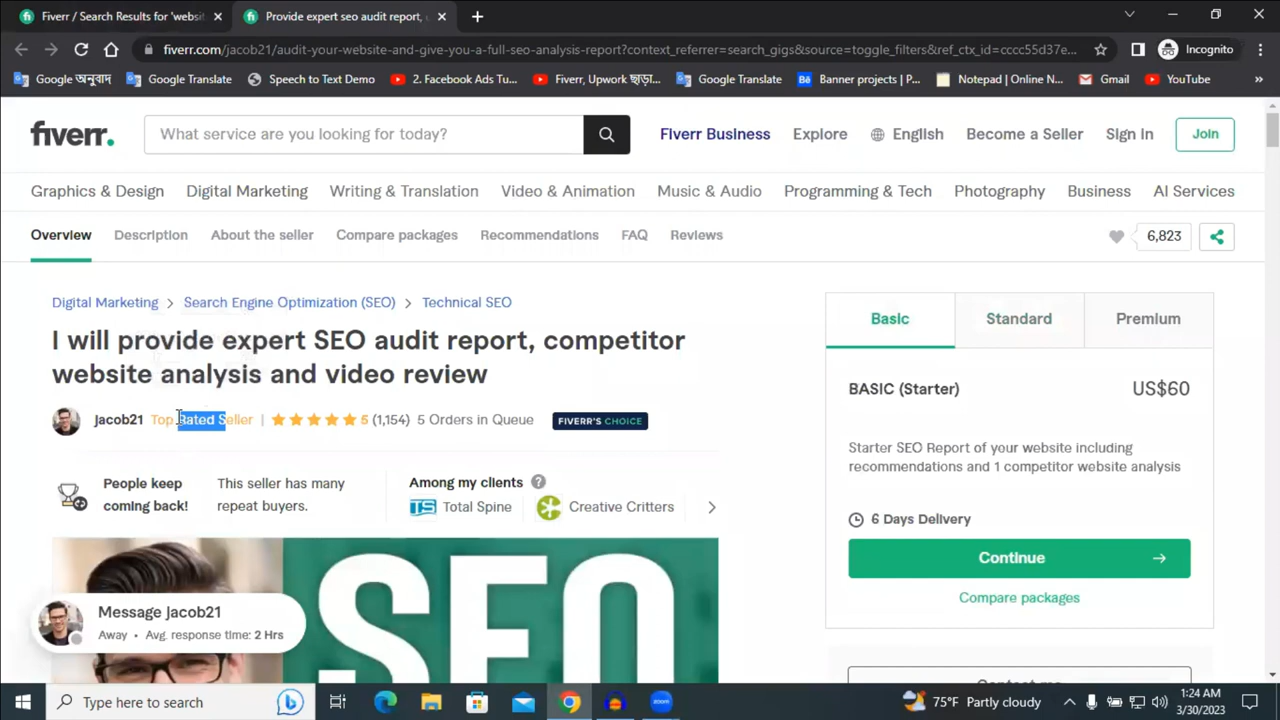 Fiverr / Search Results for 'websit
Provide expert seo audit report, c
fiverr.com/jacob21/audit-your-website-and-give-you-a-full-seo-analysis-report?context_referrer=search_gigs&source=toggle_filters&ref_ctx_id=cccc55d37e...
Incognito
Google অনুবাদ
Google Translate
Speech to Text Demo
2. Facebook Ads Tu...
Fiverr, Upwork ছাড়া...
Google Translate
Banner projects | P...
Notepad | Online N...
Gmail
YouTube
»
fiverr.
What service are you looking for today?
Fiverr Business
Explore
English
Become a Seller
Sign In
Join
Graphics & Design
Digital Marketing
Writing & Translation
Video & Animation
Music & Audio
Programming & Tech
Photography
Business
AI Services
Overview
Description
About the seller
Compare packages
Recommendations
FAQ
Reviews
6,823
Digital Marketing > Search Engine Optimization (SEO) > Technical SEO
I will provide expert SEO audit report, competitor
website analysis and video review
Jacob21 Top Rated Seller | 5 (1,154) 5 Orders in Queue FIVERR'S CHOICE
People keep
coming back!
This seller has many
repeat buyers.
Among my clients ?
TS Total Spine
Creative Critters
SEO
Message Jacob21
Away • Avg. response time: 2 Hrs
Basic
Standard
Premium
BASIC (Starter)
US$60
Starter SEO Report of your website including
recommendations and 1 competitor website analysis
6 Days Delivery
Continue
Compare packages
Type here to search
zoom
75°F Partly cloudy
1:24 AM
3/30/2023